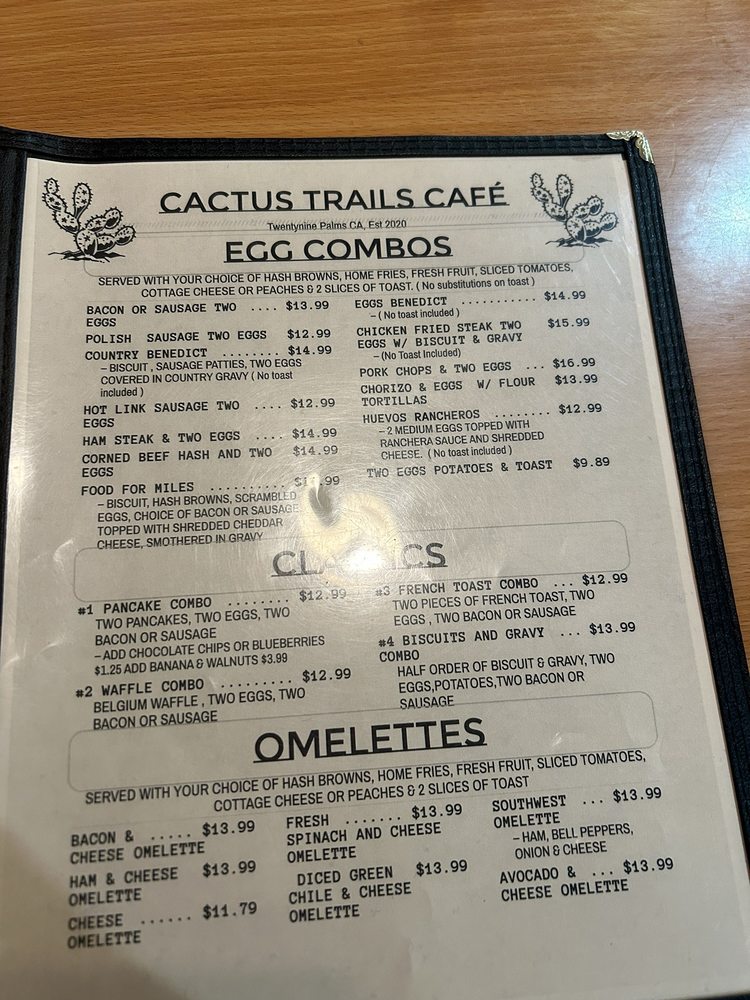 CACTUS TRAILS CAFÉ
Twentynine Palms CA, Est 2020
EGG COMBOS
SERVED WITH YOUR CHOICE OF HASH BROWNS, HOME FRIES, FRESH FRUIT, SLICED TOMATOES,
COTTAGE CHEESE OR PEACHES & 2 SLICES OF TOAST. ( No substitutions on toast )
BACON OR SAUSAGE TWO .... $13.99
EGGS
POLISH SAUSAGE TWO EGGS $12.99
COUNTRY BENEDICT ........ $14.99
– BISCUIT , SAUSAGE PATTIES, TWO EGGS
COVERED IN COUNTRY GRAVY ( No toast
included )
HOT LINK SAUSAGE TWO .... $12.99
EGGS
HAM STEAK & TWO EGGS .... $14.99
CORNED BEEF HASH AND TWO $14.99
EGGS
FOOD FOR MILES ..........
– BISCUIT, HASH BROWNS, SCRAMBLED
EGGS, CHOICE OF BACON OR SAUSAGE
TOPPED WITH SHREDDED CHEDDAR
CHEESE, SMOTHERED IN GRAVY
EGGS BENEDICT ........... $14.99
– ( No toast included )
CHICKEN FRIED STEAK TWO $15.99
EGGS W/ BISCUIT & GRAVY
– (No Toast Included)
PORK CHOPS & TWO EGGS ... $16.99
CHORIZO & EGGS W/ FLOUR $13.99
TORTILLAS
HUEVOS RANCHEROS ........ $12.99
– 2 MEDIUM EGGS TOPPED WITH
RANCHERA SAUCE AND SHREDDED
CHEESE. ( No toast included )
TWO EGGS POTATOES & TOAST $9.89
CLASSICS
#1 PANCAKE COMBO ........ $12.99
TWO PANCAKES, TWO EGGS, TWO
BACON OR SAUSAGE
– ADD CHOCOLATE CHIPS OR BLUEBERRIES
$1.25 ADD BANANA & WALNUTS $3.99
#2 WAFFLE COMBO ......... $12.99
BELGIUM WAFFLE , TWO EGGS, TWO
BACON OR SAUSAGE
#3 FRENCH TOAST COMBO ... $12.99
TWO PIECES OF FRENCH TOAST, TWO
EGGS , TWO BACON OR SAUSAGE
#4 BISCUITS AND GRAVY ... $13.99
COMBO
HALF ORDER OF BISCUIT & GRAVY, TWO
EGGS,POTATOES,TWO BACON OR
SAUSAGE
OMELETTES
SERVED WITH YOUR CHOICE OF HASH BROWNS, HOME FRIES, FRESH FRUIT, SLICED TOMATOES,
COTTAGE CHEESE OR PEACHES & 2 SLICES OF TOAST
BACON & ..... $13.99
CHEESE OMELETTE
HAM & CHEESE $13.99
OMELETTE
CHEESE ...... $11.79
OMELETTE
FRESH ....... $13.99
SPINACH AND CHEESE
OMELETTE
DICED GREEN $13.99
CHILE & CHEESE
OMELETTE
SOUTHWEST ... $13.99
OMELETTE
– HAM, BELL PEPPERS,
ONION & CHEESE
AVOCADO & ... $13.99
CHEESE OMELETTE